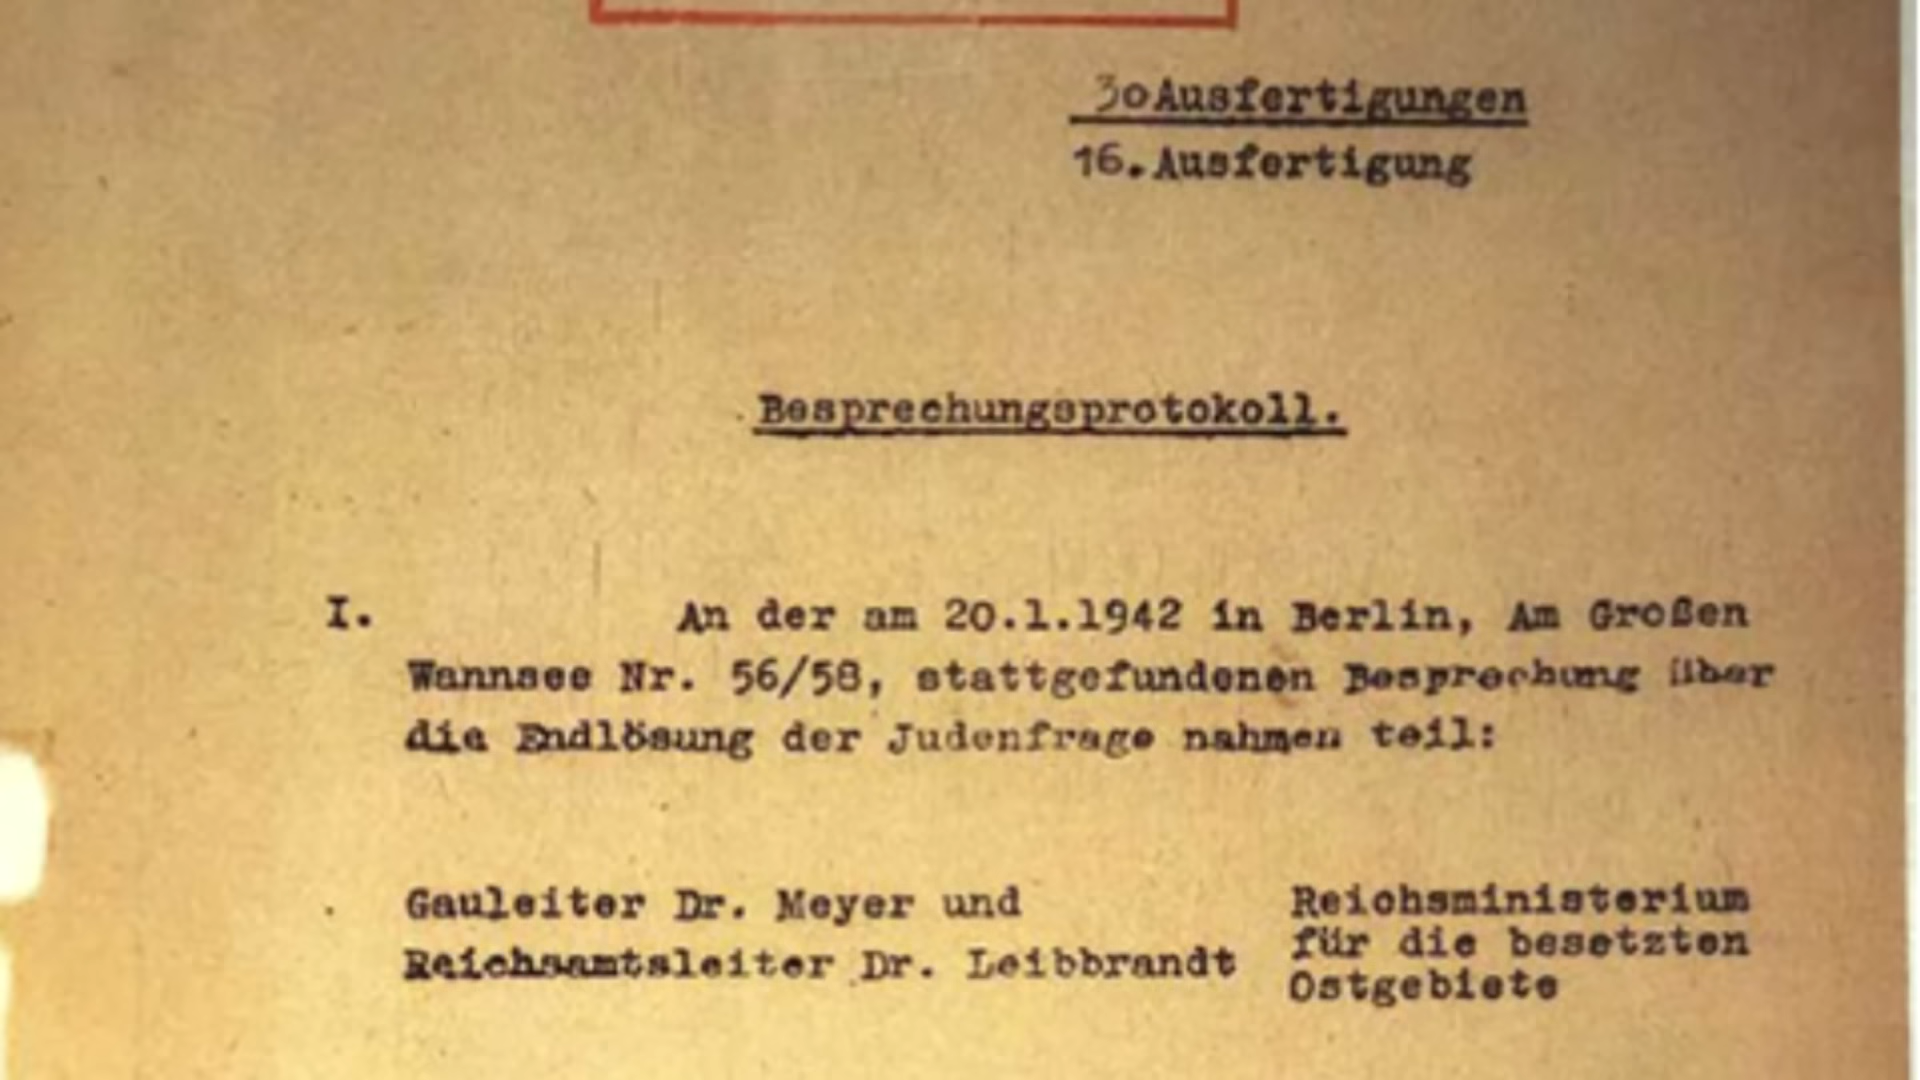 30 Ausfertigungen
16. Ausfertigung
Besprechungsprotokoll.
I. An der am 20.1.1942 in Berlin, Am Großen
Wannsee Nr. 56/58, stattgefundenen Besprechung über
die Endlösung der Judenfrage nahmen teil:
Gauleiter Dr. Meyer und
Reichsamtsleiter Dr. Leibbrandt
Reichsministerium
für die besetzten
Ostgebiete